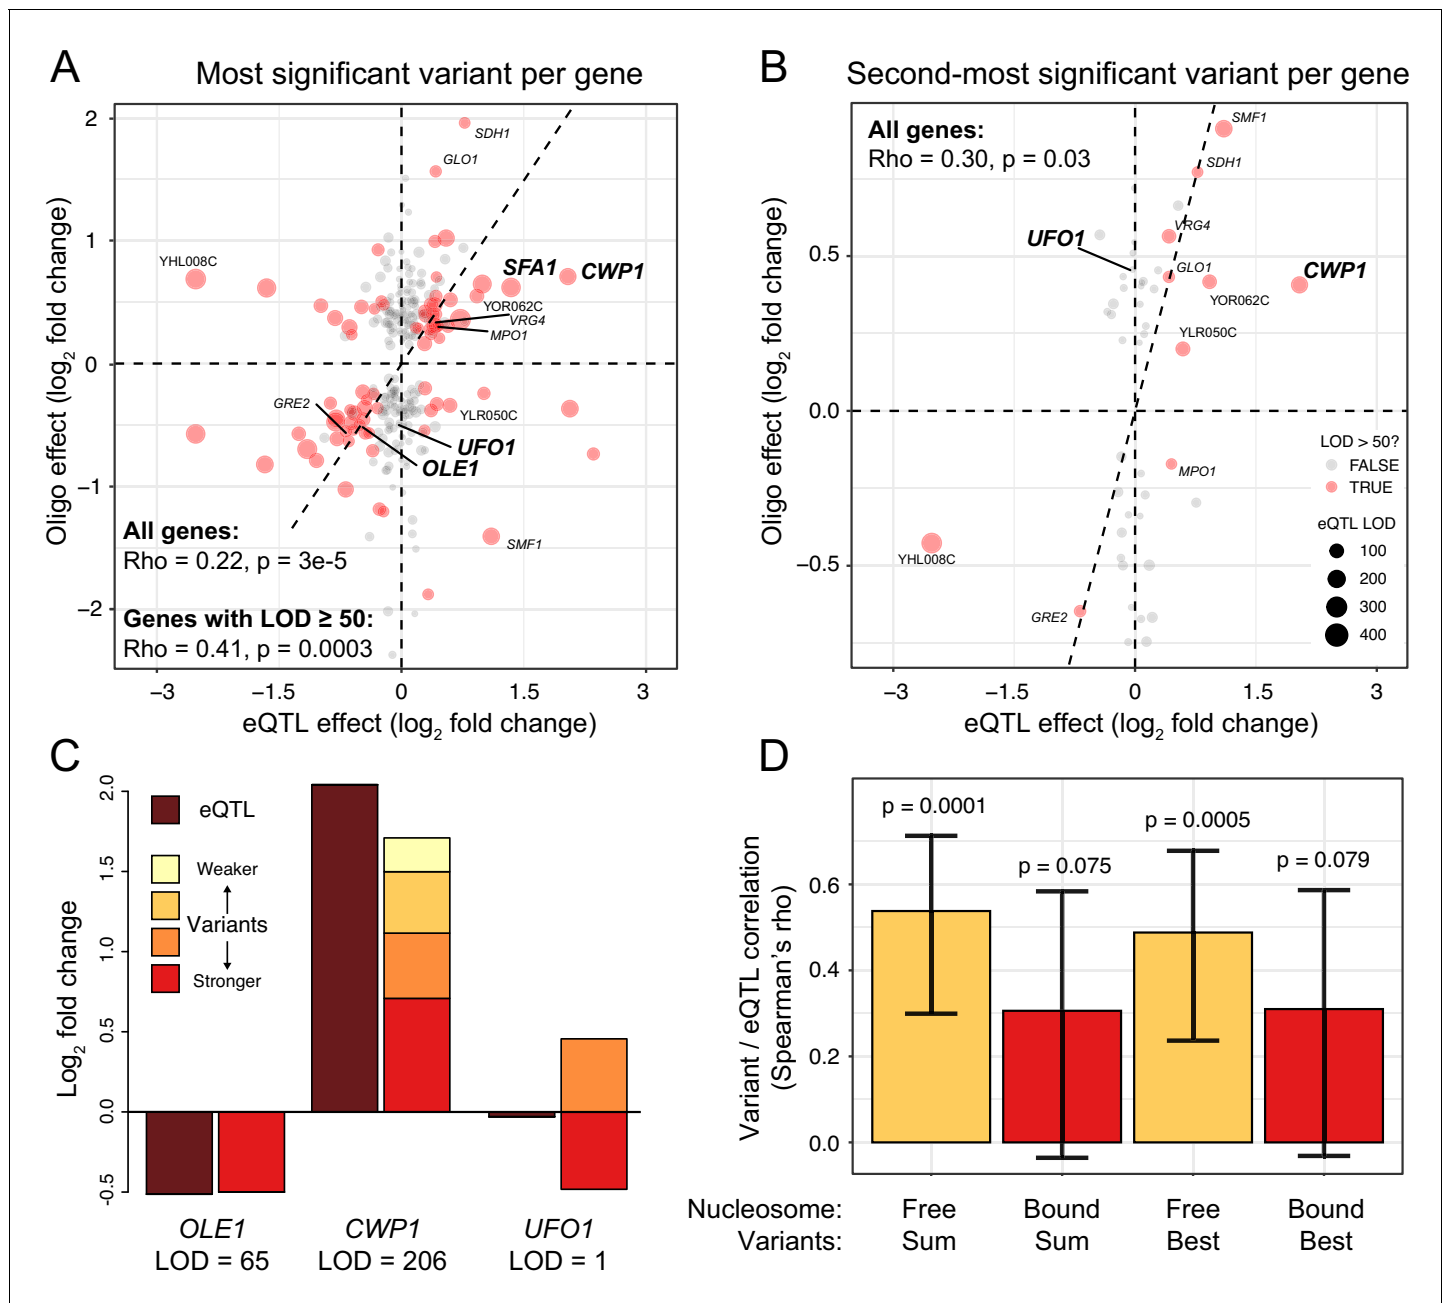 A
Most significant variant per gene
Oligo effect (log2 fold change)
2
1
0
−1
−2
SDH1
GLO1
YHL008C
SFA1
CWP1
YOR062C
VRG4
MPO1
GRE2
YLR050C
UFO1
OLE1
SMF1
All genes:
Rho = 0.22, p = 3e-5
Genes with LOD ≥ 50:
Rho = 0.41, p = 0.0003
−3
−1.5
0
1.5
3
eQTL effect (log2 fold change)
B
Second-most significant variant per gene
Oligo effect (log2 fold change)
0.5
0.0
−0.5
All genes:
Rho = 0.30, p = 0.03
SMF1
SDH1
VRG4
UFO1
GLO1
CWP1
YOR062C
YLR050C
MPO1
YHL008C
GRE2
LOD > 50?
FALSE
TRUE
eQTL LOD
100
200
300
400
−3
−1.5
0
1.5
3
eQTL effect (log2 fold change)
C
Log2 fold change
2.0
1.5
1.0
0.5
0.0
-0.5
eQTL
Weaker
Variants
Stronger
OLE1
LOD = 65
CWP1
LOD = 206
UFO1
LOD = 1
D
Variant / eQTL correlation
(Spearman's rho)
0.6
0.4
0.2
0.0
p = 0.0001
p = 0.075
p = 0.0005
p = 0.079
Nucleosome: Free Bound Free Bound
Variants: Sum Sum Best Best